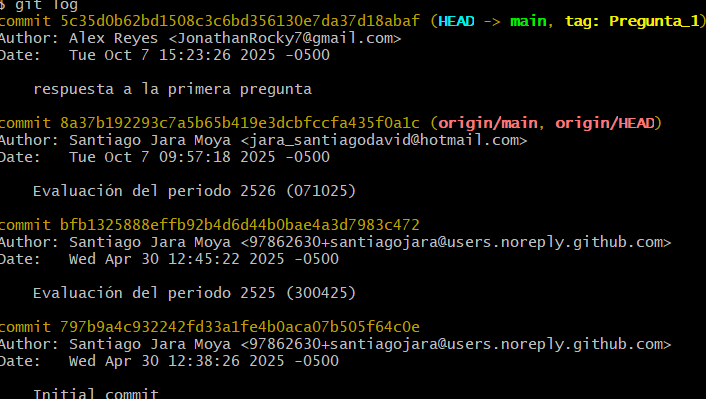 $ git log
commit 5c35d0b62bd1508c3c6bd356130e7da37d18abaf (HEAD -> main, tag: Pregunta_1)
Author: Alex Reyes <JonathanRocky7@gmail.com>
Date:   Tue Oct 7 15:23:26 2025 -0500
    respuesta a la primera pregunta
commit 8a37b192293c7a5b65b419e3dcbfccfa435f0a1c (origin/main, origin/HEAD)
Author: Santiago Jara Moya <jara_santiagodavid@hotmail.com>
Date:   Tue Oct 7 09:57:18 2025 -0500
    Evaluación del periodo 2526 (071025)
commit bfb1325888effb92b4d6d44b0bae4a3d7983c472
Author: Santiago Jara Moya <97862630+santiagojara@users.noreply.github.com>
Date:   Wed Apr 30 12:45:22 2025 -0500
    Evaluación del periodo 2525 (300425)
commit 797b9a4c932242fd33a1fe4b0aca07b505f64c0e
Author: Santiago Jara Moya <97862630+santiagojara@users.noreply.github.com>
Date:   Wed Apr 30 12:38:26 2025 -0500
    Initial commit